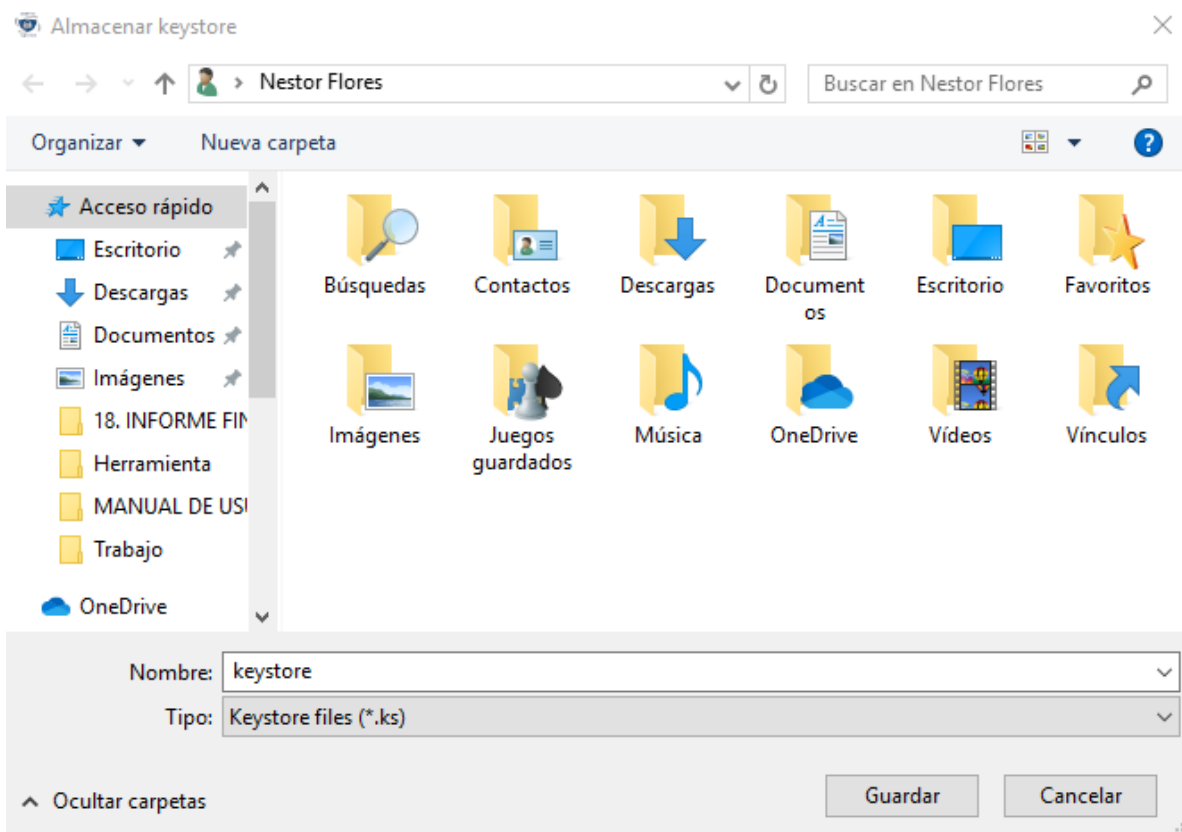 Almacenar keystore
Nestor Flores
Buscar en Nestor Flores
Organizar
Nueva carpeta
Acceso rápido
Escritorio
Descargas
Documentos
Imágenes
18. INFORME FIN
Herramienta
MANUAL DE USU
Trabajo
OneDrive
Búsquedas
Contactos
Descargas
Document
os
Escritorio
Favoritos
Imágenes
Juegos
guardados
Música
OneDrive
Vídeos
Vínculos
Nombre: keystore
Tipo: Keystore files (*.ks)
Ocultar carpetas
Guardar
Cancelar